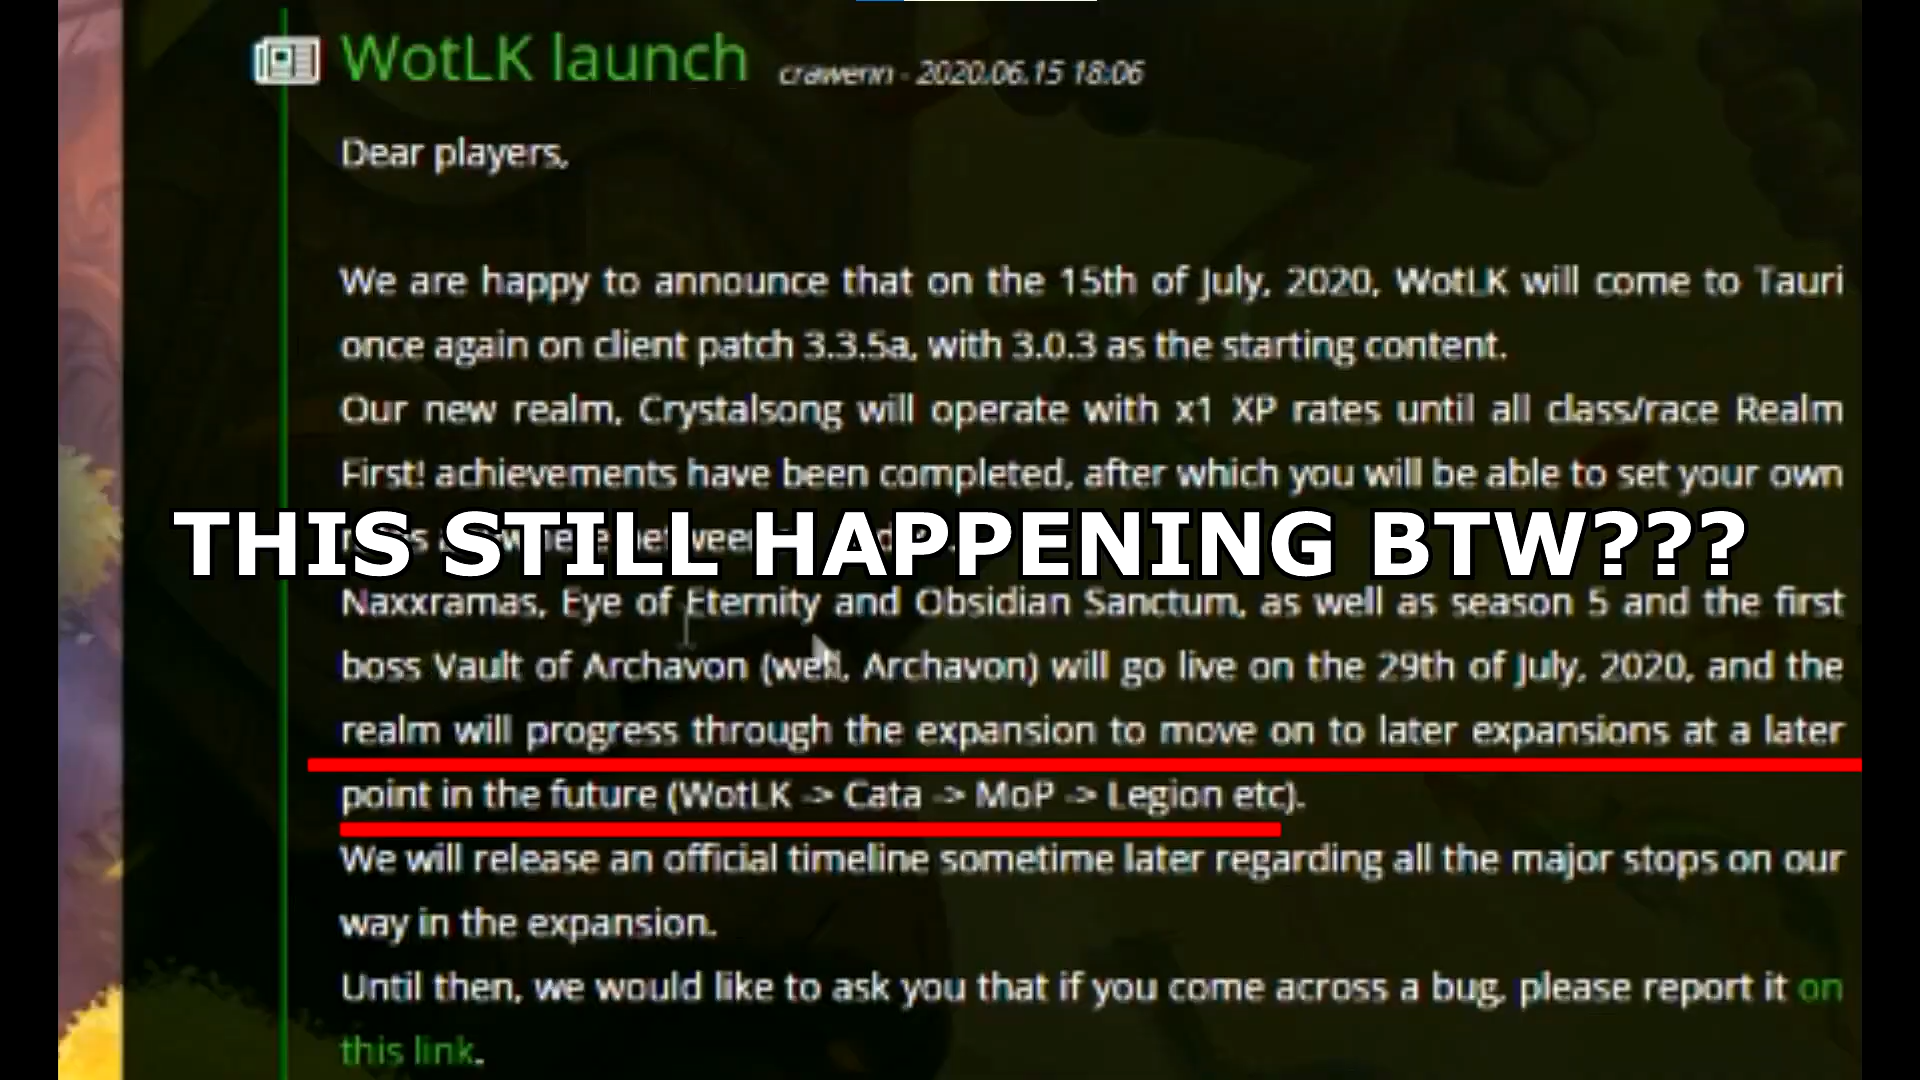 WotLK launch crawenn - 2020.06.15 18:06
Dear players,
We are happy to announce that on the 15th of July, 2020, WotLK will come to Tauri
once again on client patch 3.3.5a, with 3.0.3 as the starting content.
Our new realm, Crystalsong will operate with x1 XP rates until all class/race Realm
First! achievements have been completed, after which you will be able to set your own
THIS STILL HAPPENING BTW???
Naxxramas, Eye of Eternity and Obsidian Sanctum, as well as season 5 and the first
boss Vault of Archavon (well, Archavon) will go live on the 29th of July, 2020, and the
realm will progress through the expansion to move on to later expansions at a later
point in the future (WotLK -> Cata -> MoP -> Legion etc).
We will release an official timeline sometime later regarding all the major stops on our
way in the expansion.
Until then, we would like to ask you that if you come across a bug, please report it on
this link.